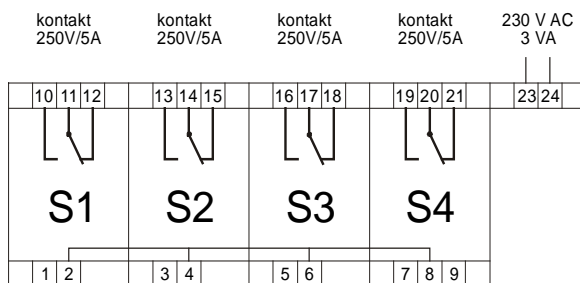 kontakt kontakt kontakt kontakt 230 V AC
250V/5A 250V/5A 250V/5A 250V/5A 3 VA
10 11 12 13 14 15 16 17 18 19 20 21 23 24
S1 S2 S3 S4
1 2 3 4 5 6 7 8 9